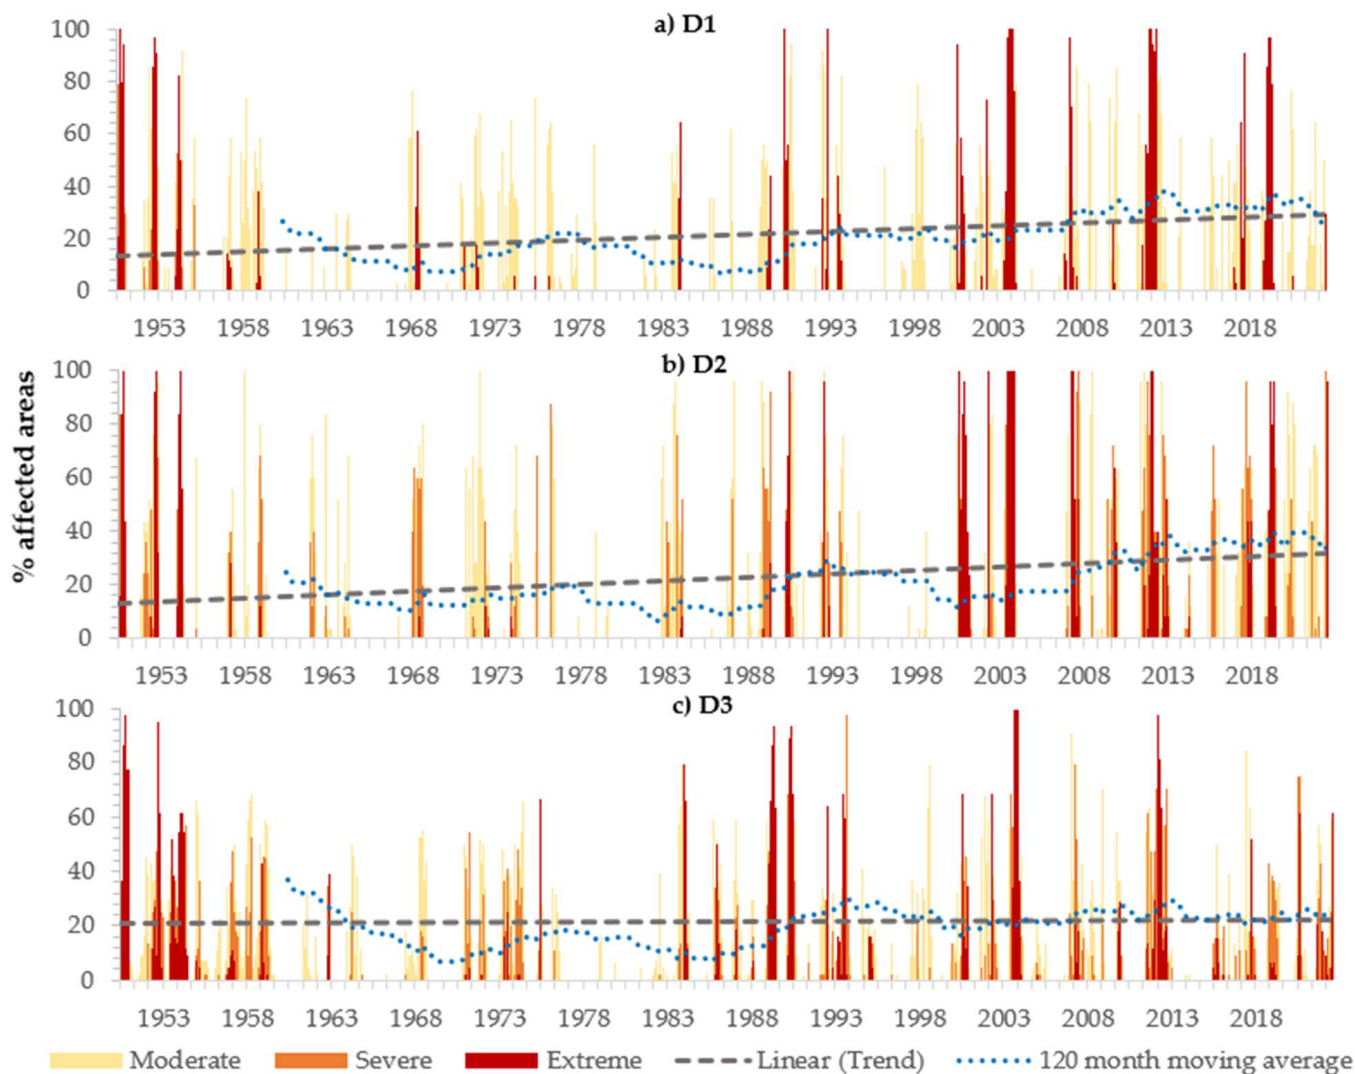 a) D1
100
80
60
40
20
0
1953 1958 1963 1968 1973 1978 1983 1988 1993 1998 2003 2008 2013 2018
b) D2
% affected areas
100
80
60
40
20
0
1953 1958 1963 1968 1973 1978 1983 1988 1993 1998 2003 2008 2013 2018
c) D3
100
80
60
40
20
0
1953 1958 1963 1968 1973 1978 1983 1988 1993 1998 2003 2008 2013 2018
Moderate Severe Extreme Linear (Trend) 120 month moving average